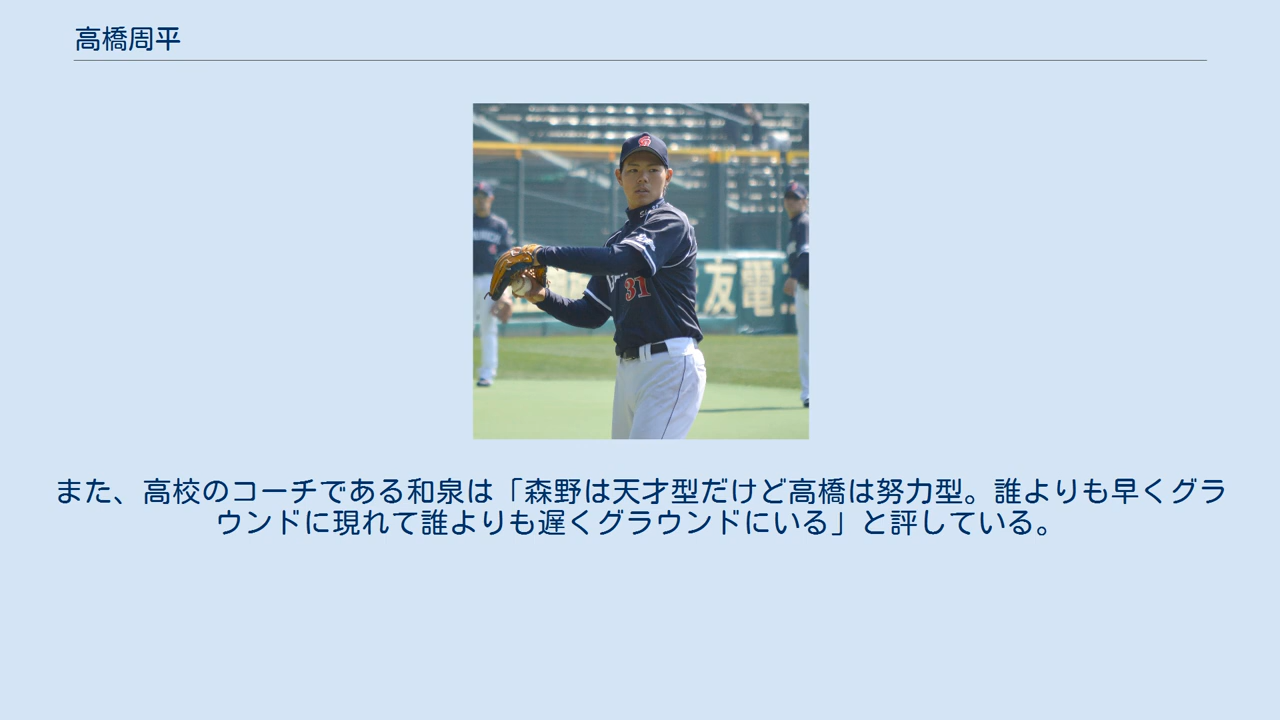 高橋周平
31
友電
また、高校のコーチである和泉は「森野は天才型だけど高橋は努力型。誰よりも早くグラ
ウンドに現れて誰よりも遅くグラウンドにいる」と評している。